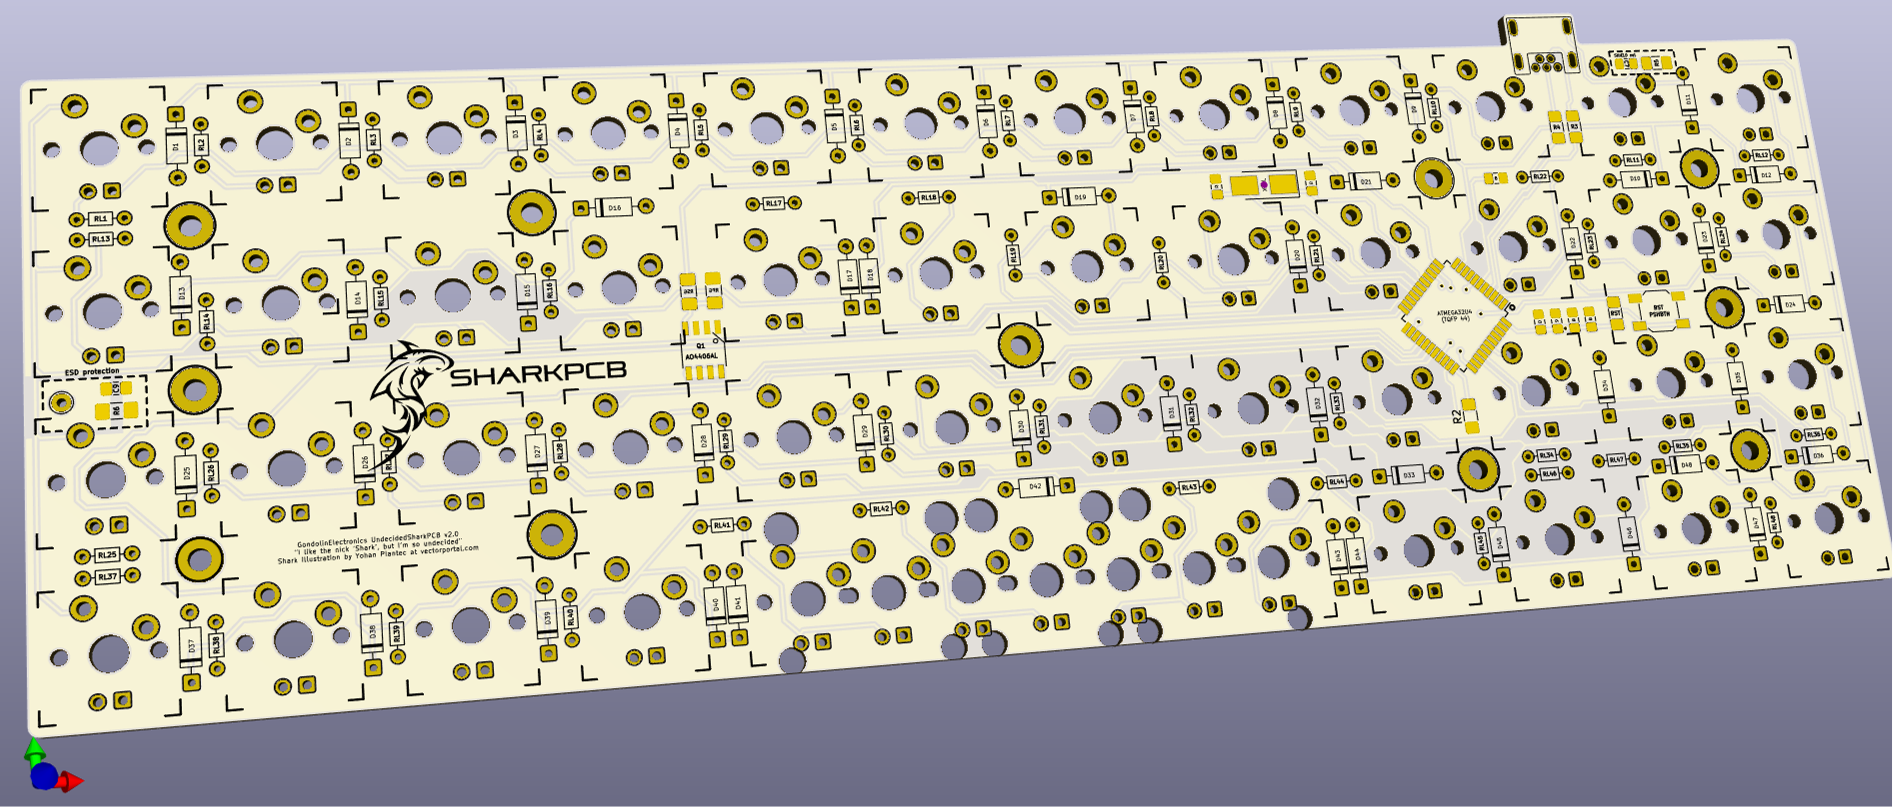 D1
RL2
D2
RL3
D3
RL4
D4
RL5
D5
RL6
D6
RL7
D7
RL8
D8
RL9
D9
RL10
D11
R4
R3
RL11
RL12
RL1
RL13
D16
RL17
RL18
D19
D21
RL22
D10
D12
D13
RL14
D14
RL15
D15
RL16
D17
D18
RL19
RL20
D20
RL21
D22
RL23
D23
RL24
ATMEGA32U4
(TQFP 44)
RST
RST
PSHBTN
D24
Q1
AO4406AL
SHARKPCB
ESD protection
C9
R6
R2
D25
RL26
D26
D27
RL28
D28
RL29
D29
RL30
D30
RL31
D31
RL32
D32
RL33
D34
D35
D33
RL34
RL46
RL47
RL35
D48
RL36
D36
D42
RL43
RL44
RL42
RL41
GondolinElectronics UndecidedSharkPCB v2.0
"I like the nick 'Shark', but I'm so undecided"
Shark Illustration by Yohan Plantec at vectorportal.com
RL25
RL37
D37
RL38
D38
RL39
D39
RL40
D40
D41
D43
D44
RL45
D45
D46
D47
RL48